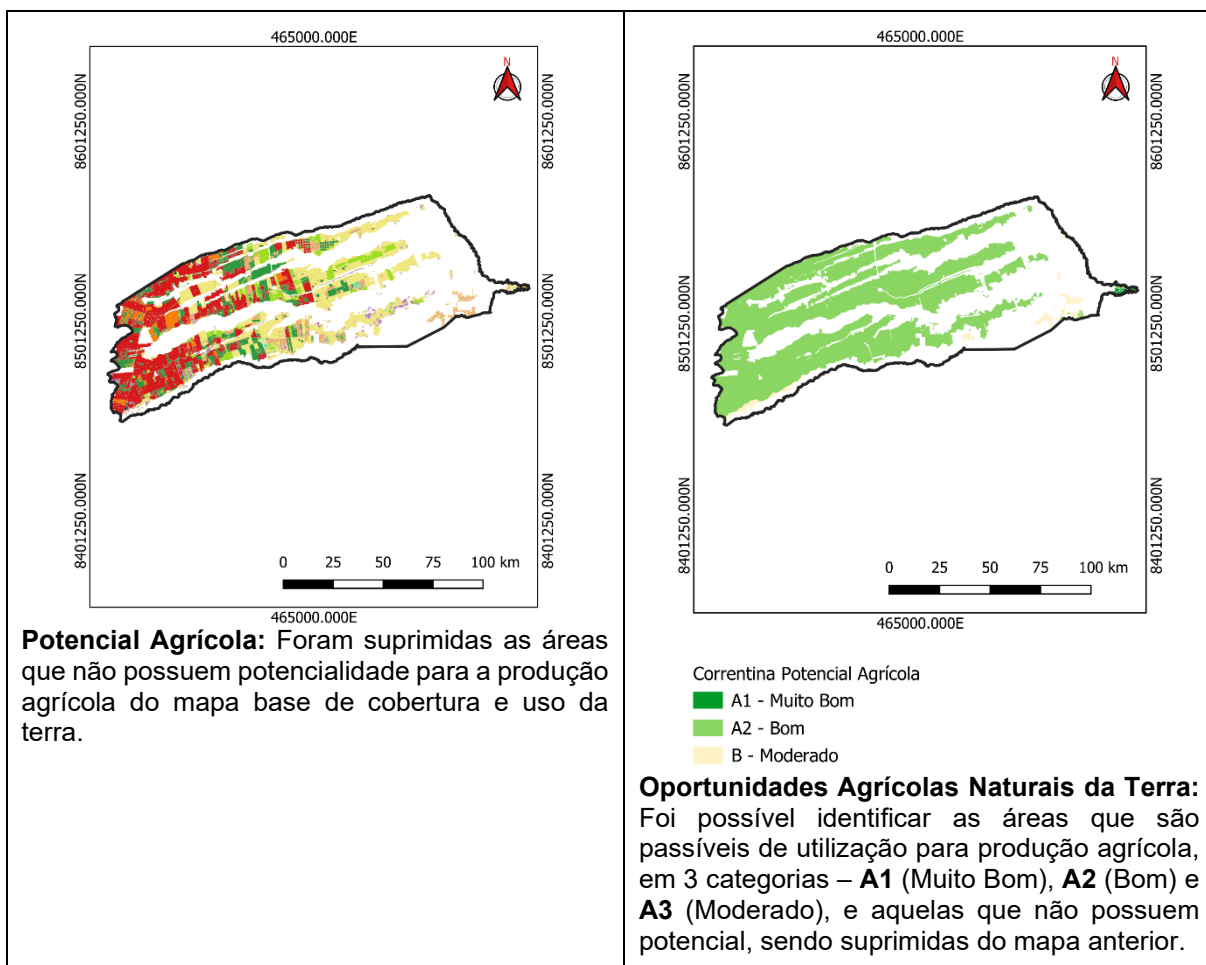 465000.000E
N
8601250.000N
8601250.000N
8501250.000N
8501250.000N
8401250.000N
8401250.000N
0 25 50 75 100 km
465000.000E
Potencial Agrícola: Foram suprimidas as áreas
que não possuem potencialidade para a produção
agrícola do mapa base de cobertura e uso da
terra.
465000.000E
N
8601250.000N
8601250.000N
8501250.000N
8501250.000N
8401250.000N
8401250.000N
0 25 50 75 100 km
465000.000E
Correntina Potencial Agrícola
A1 - Muito Bom
A2 - Bom
B - Moderado
Oportunidades Agrícolas Naturais da Terra:
Foi possível identificar as áreas que são
passíveis de utilização para produção agrícola,
em 3 categorias – A1 (Muito Bom), A2 (Bom) e
A3 (Moderado), e aquelas que não possuem
potencial, sendo suprimidas do mapa anterior.